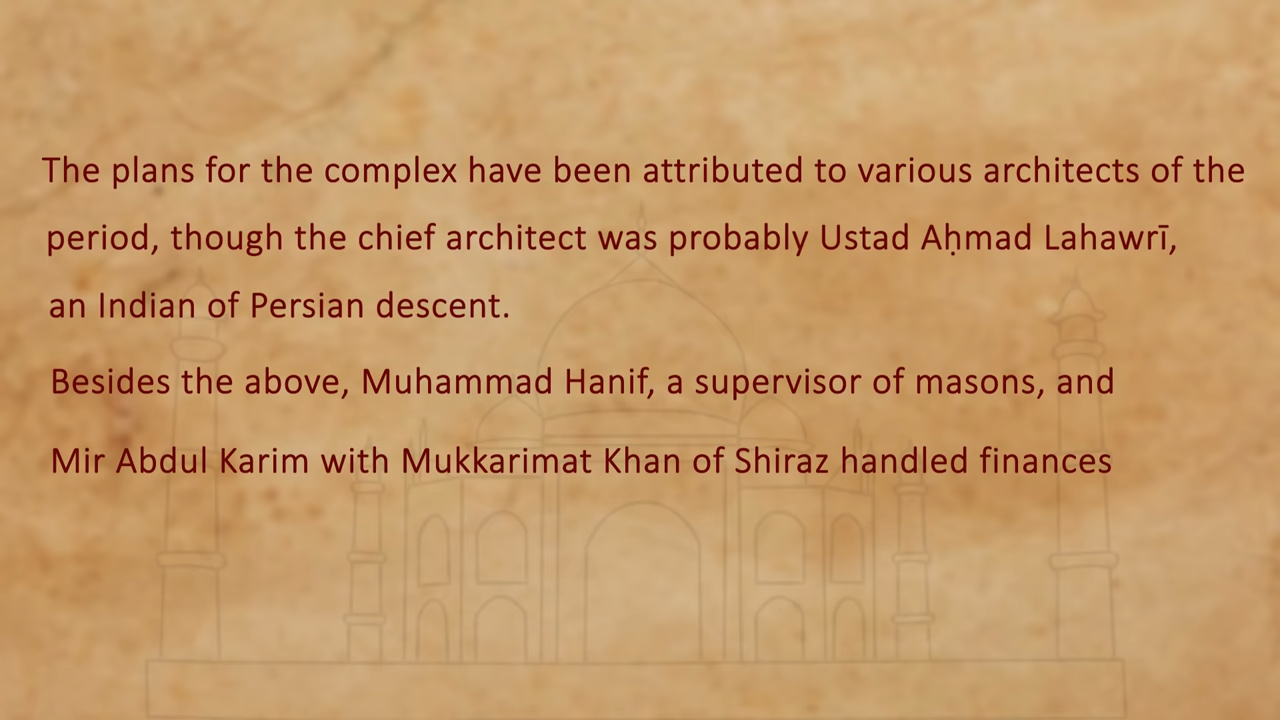 The plans for the complex have been attributed to various architects of the
period, though the chief architect was probably Ustad Aḥmad Lahawrī,
an Indian of Persian descent.
Besides the above, Muhammad Hanif, a supervisor of masons, and
Mir Abdul Karim with Mukkarimat Khan of Shiraz handled finances